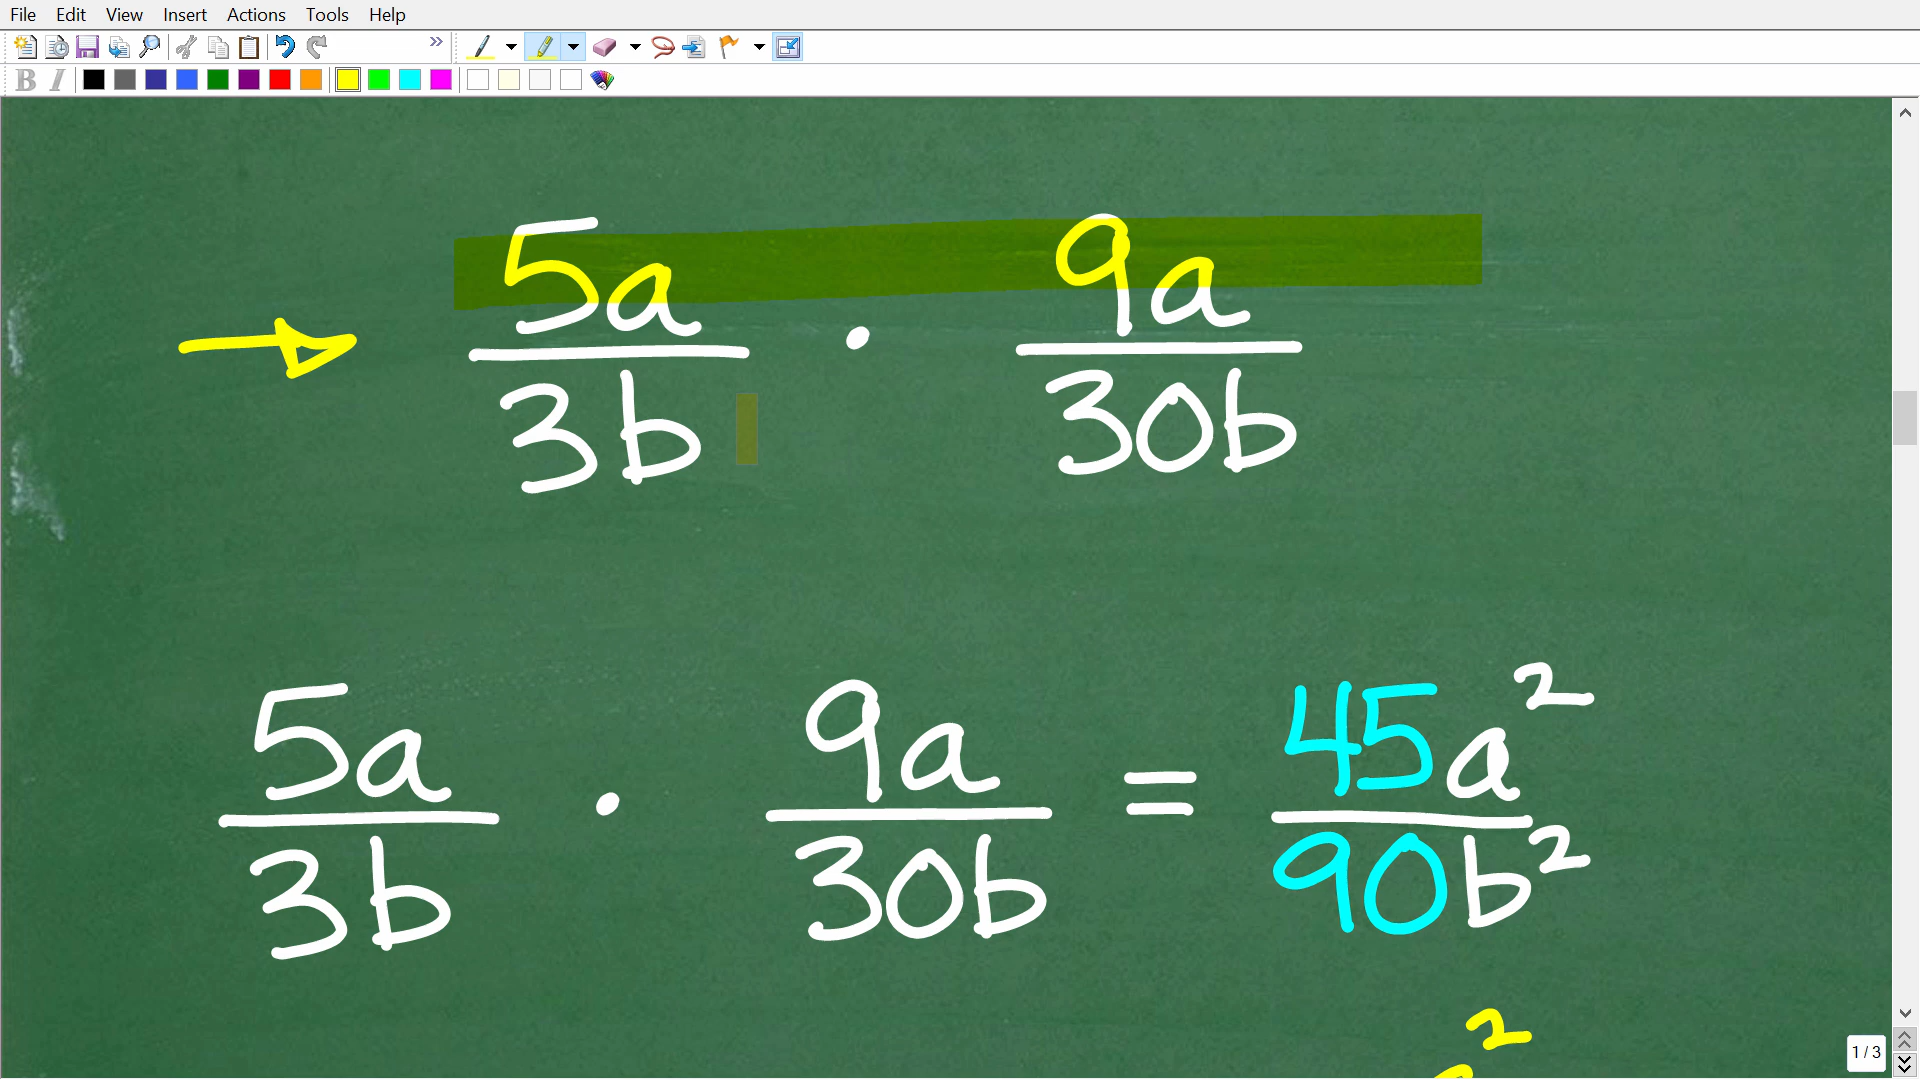 File Edit View Insert Actions Tools Help
B I
5a / 3b · 9a / 30b
5a / 3b · 9a / 30b = 45a² / 90b²
2
1 / 3